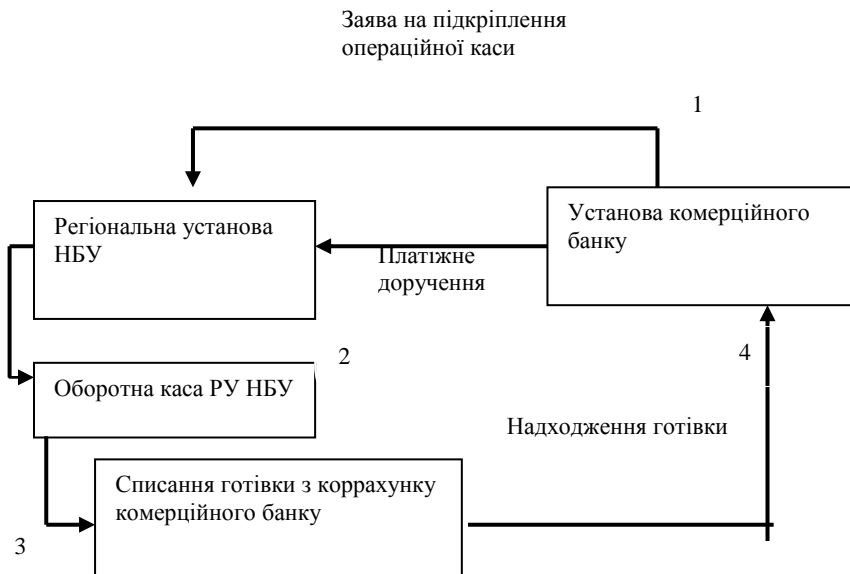 Заява на підкріплення
операційної каси
1
Регіональна установа
НБУ
Установа комерційного
банку
Платіжне
доручення
2
4
Оборотна каса РУ НБУ
Надходження готівки
Списання готівки з коррахунку
комерційного банку
3